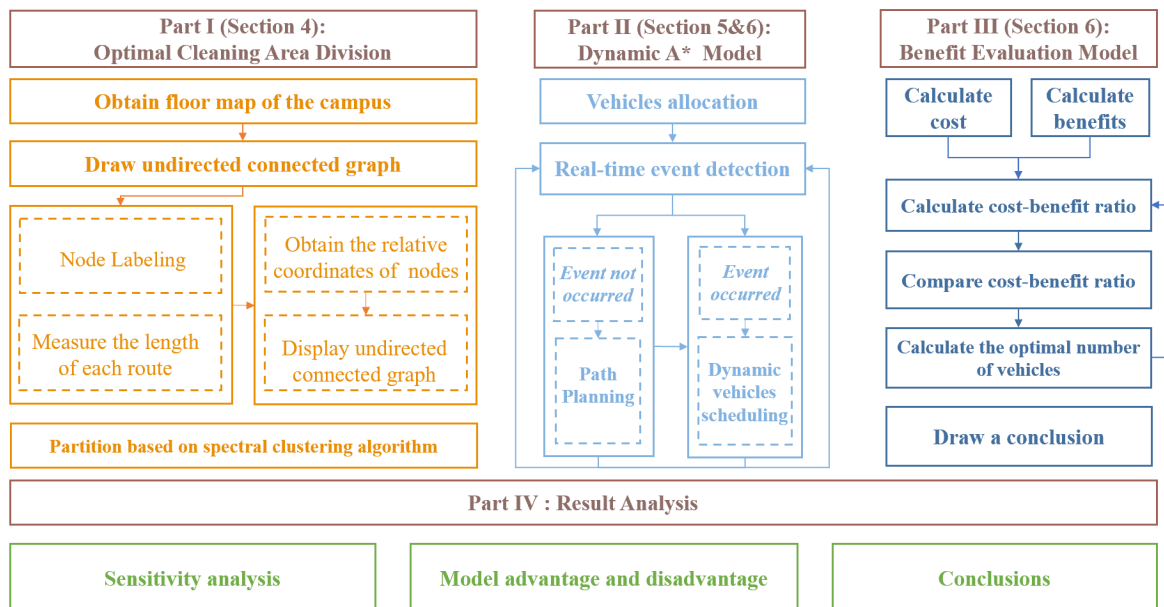 Part I (Section 4):
Optimal Cleaning Area Division
Obtain floor map of the campus
Draw undirected connected graph
Node Labeling
Measure the length
of each route
Obtain the relative
coordinates of nodes
Display undirected
connected graph
Partition based on spectral clustering algorithm
Part II (Section 5&6):
Dynamic A* Model
Vehicles allocation
Real-time event detection
Event not
occurred
Path
Planning
Event
occurred
Dynamic
vehicles
scheduling
Part III (Section 6):
Benefit Evaluation Model
Calculate
cost
Calculate
benefits
Calculate cost-benefit ratio
Compare cost-benefit ratio
Calculate the optimal number
of vehicles
Draw a conclusion
Part IV : Result Analysis
Sensitivity analysis
Model advantage and disadvantage
Conclusions